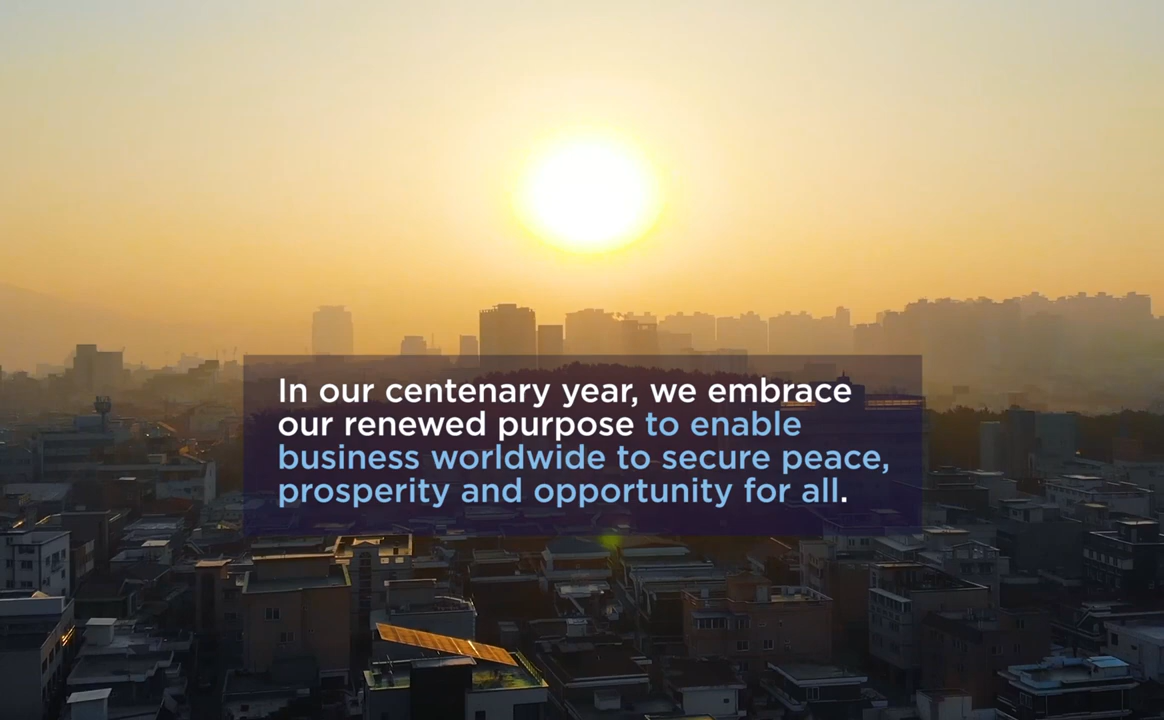 In our centenary year, we embrace
our renewed purpose to enable
business worldwide to secure peace,
prosperity and opportunity for all.